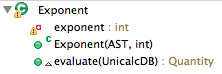 Exponent
exponent : int
C
Exponent(AST, int)
evaluate(UnicalcDB) : Quantity